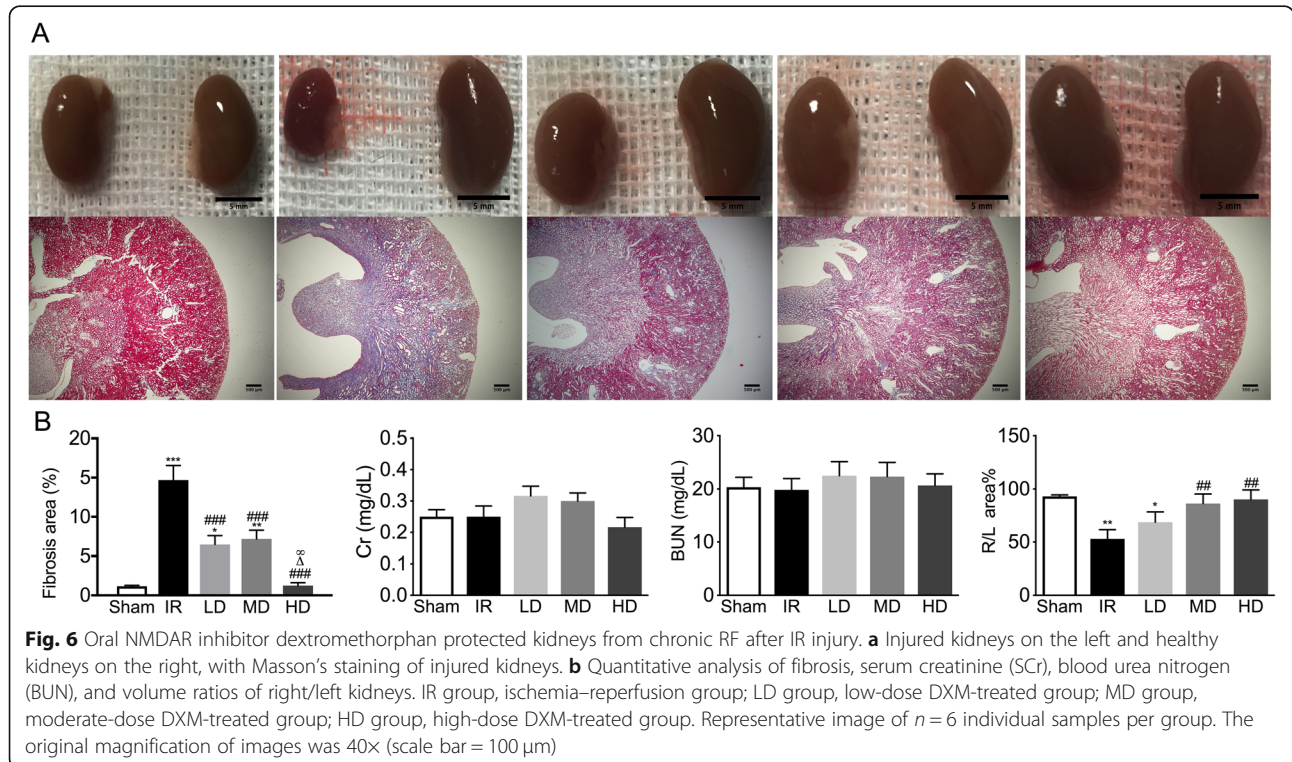 A
5 mm 5 mm 5 mm 5 mm 5 mm
100 µm 100 µm 100 µm 100 µm 100 µm
B
Fibrosis area (%)
20
5
10
5
0
***
###
*
###
**
∞
Δ
###
Sham IR LD MD HD
Cr (mg/dL)
0.5
0.4
0.3
0.2
0.1
0.0
Sham IR LD MD HD
BUN (mg/dL)
30
20
10
0
Sham IR LD MD HD
R/L area%
150
100
50
0
**
*
##
##
Sham IR LD MD HD
Fig. 6 Oral NMDAR inhibitor dextromethorphan protected kidneys from chronic RF after IR injury. a Injured kidneys on the left and healthy
kidneys on the right, with Masson's staining of injured kidneys. b Quantitative analysis of fibrosis, serum creatinine (SCr), blood urea nitrogen
(BUN), and volume ratios of right/left kidneys. IR group, ischemia–reperfusion group; LD group, low-dose DXM-treated group; MD group,
moderate-dose DXM-treated group; HD group, high-dose DXM-treated group. Representative image of n = 6 individual samples per group. The
original magnification of images was 40× (scale bar = 100 μm)